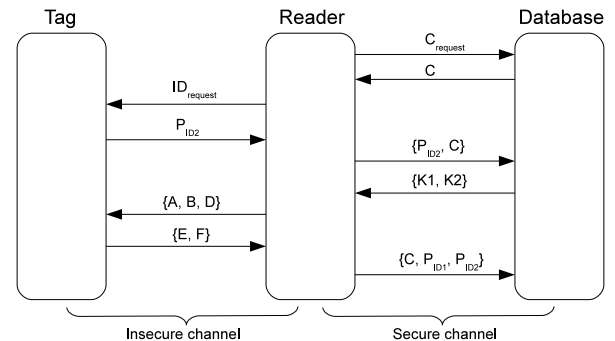 Tag Reader Database
C_request
C
ID_request
P_ID2
{P_ID2, C}
{K1, K2}
{A, B, D}
{E, F}
{C, P_ID1, P_ID2}
Insecure channel Secure channel